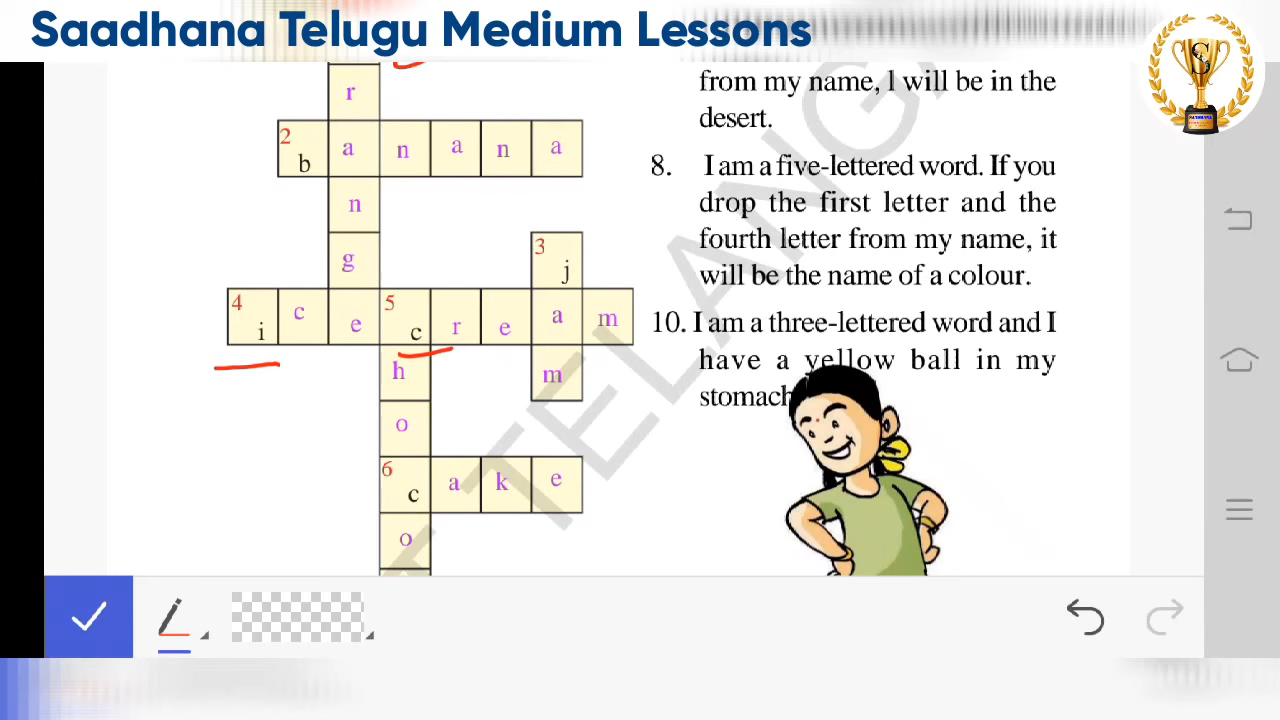 Saadhana Telugu Medium Lessons
from my name, I will be in the
desert.
8. I am a five-lettered word. If you
drop the first letter and the
fourth letter from my name, it
will be the name of a colour.
10. I am a three-lettered word and I
have a yellow ball in my
stomach
r
2 b a n a n a
n
g
3 j
4 i c e 5 c r e a m
h
m
o
6 c a k e
o
TELANGA